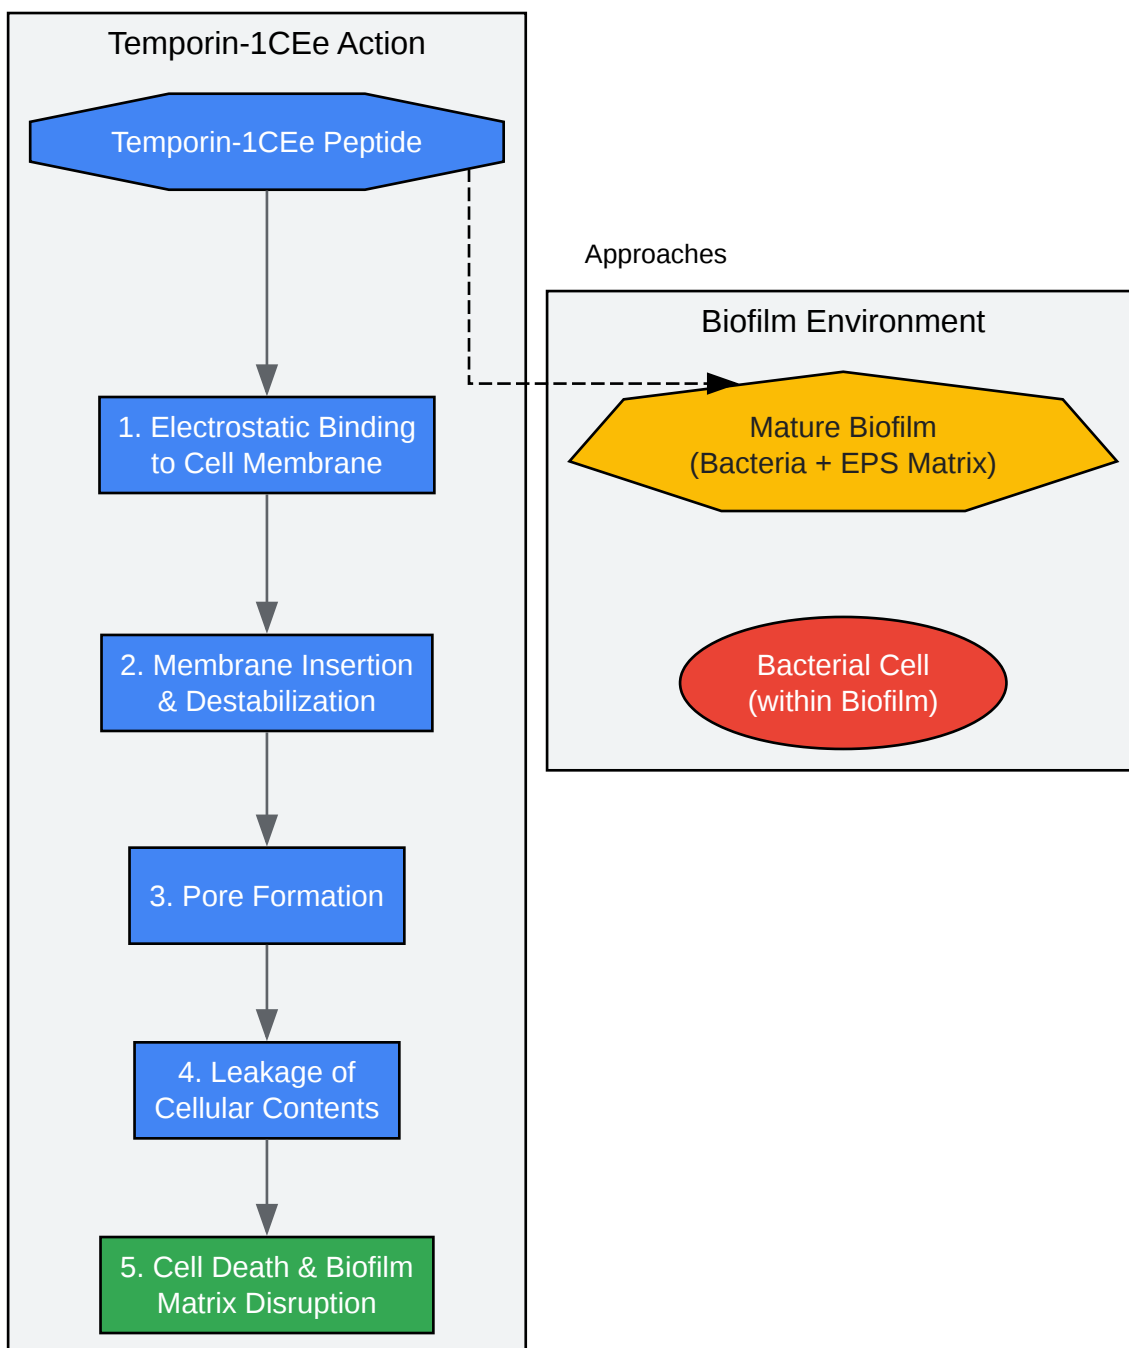 Temporin-1CEe Action
Temporin-1CEe Peptide
Approaches
Biofilm Environment
Mature Biofilm
(Bacteria + EPS Matrix)
Bacterial Cell
(within Biofilm)
1. Electrostatic Binding
to Cell Membrane
2. Membrane Insertion
& Destabilization
3. Pore Formation
4. Leakage of
Cellular Contents
5. Cell Death & Biofilm
Matrix Disruption